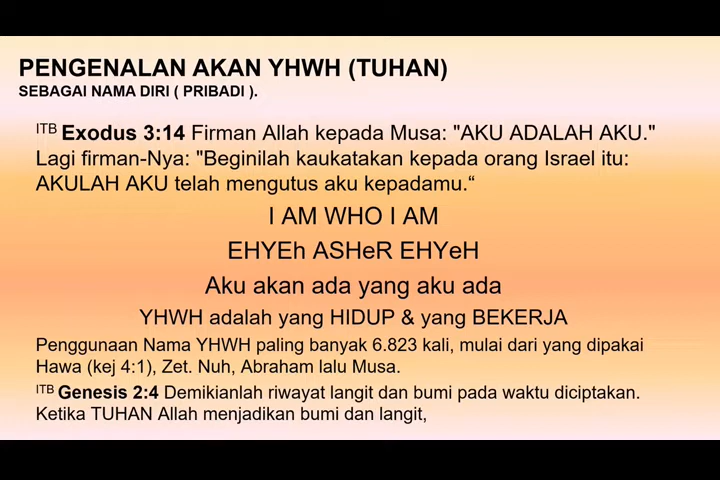 PENGENALAN AKAN YHWH (TUHAN)
SEBAGAI NAMA DIRI ( PRIBADI ).
ITB Exodus 3:14 Firman Allah kepada Musa: "AKU ADALAH AKU."
Lagi firman-Nya: "Beginilah kaukatakan kepada orang Israel itu:
AKULAH AKU telah mengutus aku kepadamu.“
I AM WHO I AM
EHYEh ASHeR EHYeH
Aku akan ada yang aku ada
YHWH adalah yang HIDUP & yang BEKERJA
Penggunaan Nama YHWH paling banyak 6.823 kali, mulai dari yang dipakai
Hawa (kej 4:1), Zet. Nuh, Abraham lalu Musa.
ITB Genesis 2:4 Demikianlah riwayat langit dan bumi pada waktu diciptakan.
Ketika TUHAN Allah menjadikan bumi dan langit,